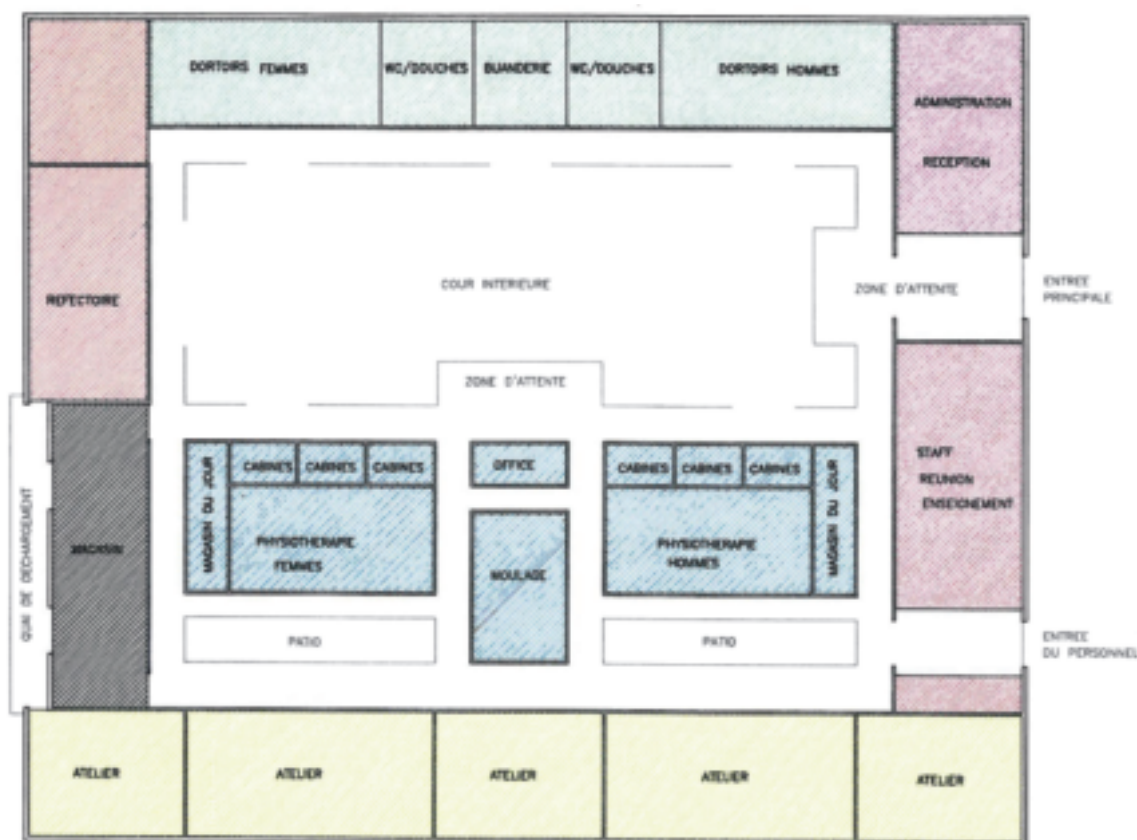 DORTOIRS FEMMES
WC/DOUCHES
BUANDERIE
WC/DOUCHES
DORTOIRS HOMMES
ADMINISTRATION
RECEPTION
REFECTOIRE
COUR INTERIEURE
ZONE D'ATTENTE
ENTREE
PRINCIPALE
ZONE D'ATTENTE
QUAI DE DECHARGEMENT
MAGASIN
MAGASIN DU JOUR
CABINES
CABINES
CABINES
PHYSIOTHERAPIE
FEMMES
OFFICE
MOULAGE
CABINES
CABINES
CABINES
PHYSIOTHERAPIE
HOMMES
MAGASIN DU JOUR
STAFF
REUNION
ENSEIGNEMENT
PATIO
PATIO
ENTREE
DU PERSONNEL
ATELIER
ATELIER
ATELIER
ATELIER
ATELIER